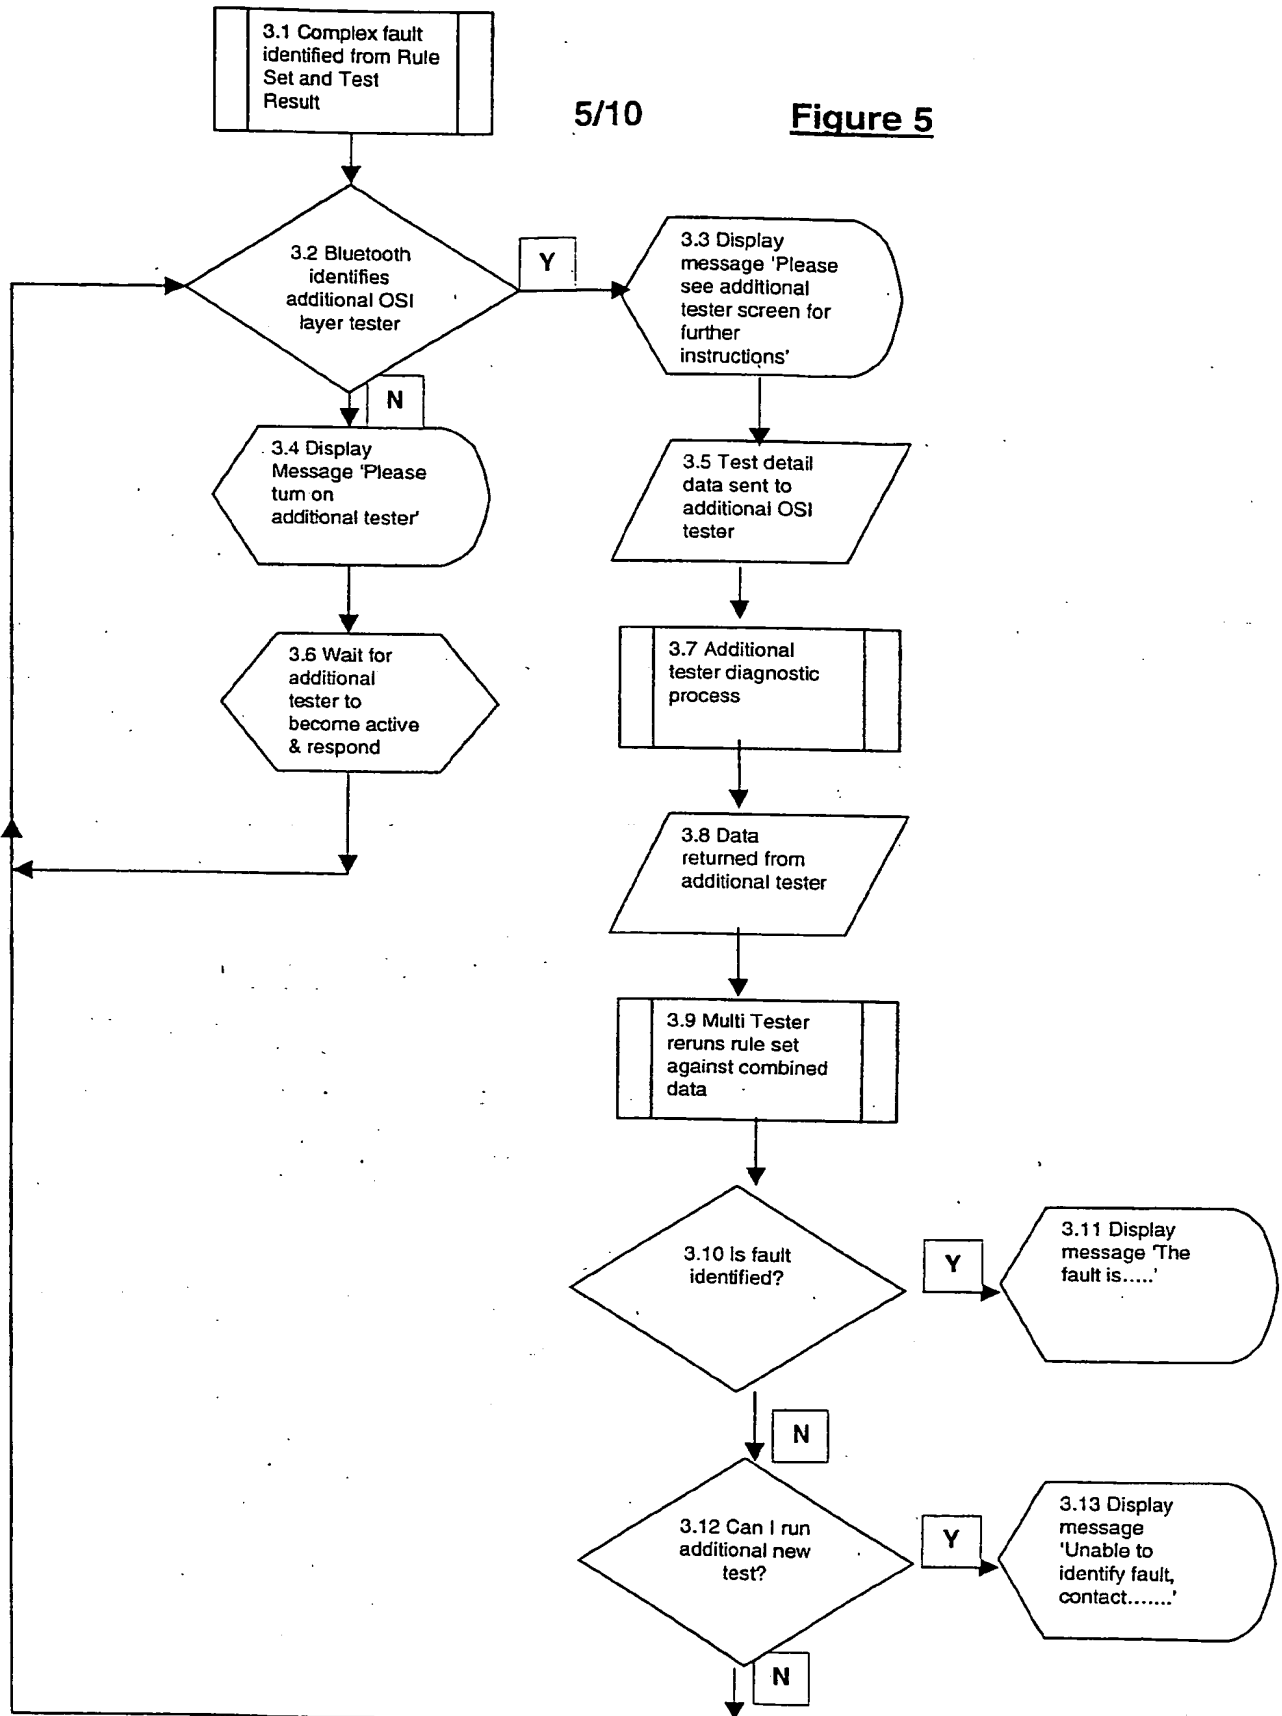 3.1 Complex fault
identified from Rule
Set and Test
Result
5/10
Figure 5
3.2 Bluetooth
identifies
additional OSI
layer tester
Y
3.3 Display
message 'Please
see additional
tester screen for
further
instructions'
N
3.4 Display
Message 'Please
turn on
additional tester'
3.5 Test detail
data sent to
additional OSI
tester
3.6 Wait for
additional
tester to
become active
& respond
3.7 Additional
tester diagnostic
process
3.8 Data
returned from
additional tester
3.9 Multi Tester
reruns rule set
against combined
data
3.10 Is fault
identified?
Y
3.11 Display
message 'The
fault is.....'
N
3.12 Can I run
additional new
test?
Y
3.13 Display
message
'Unable to
identify fault,
contact.......'
N